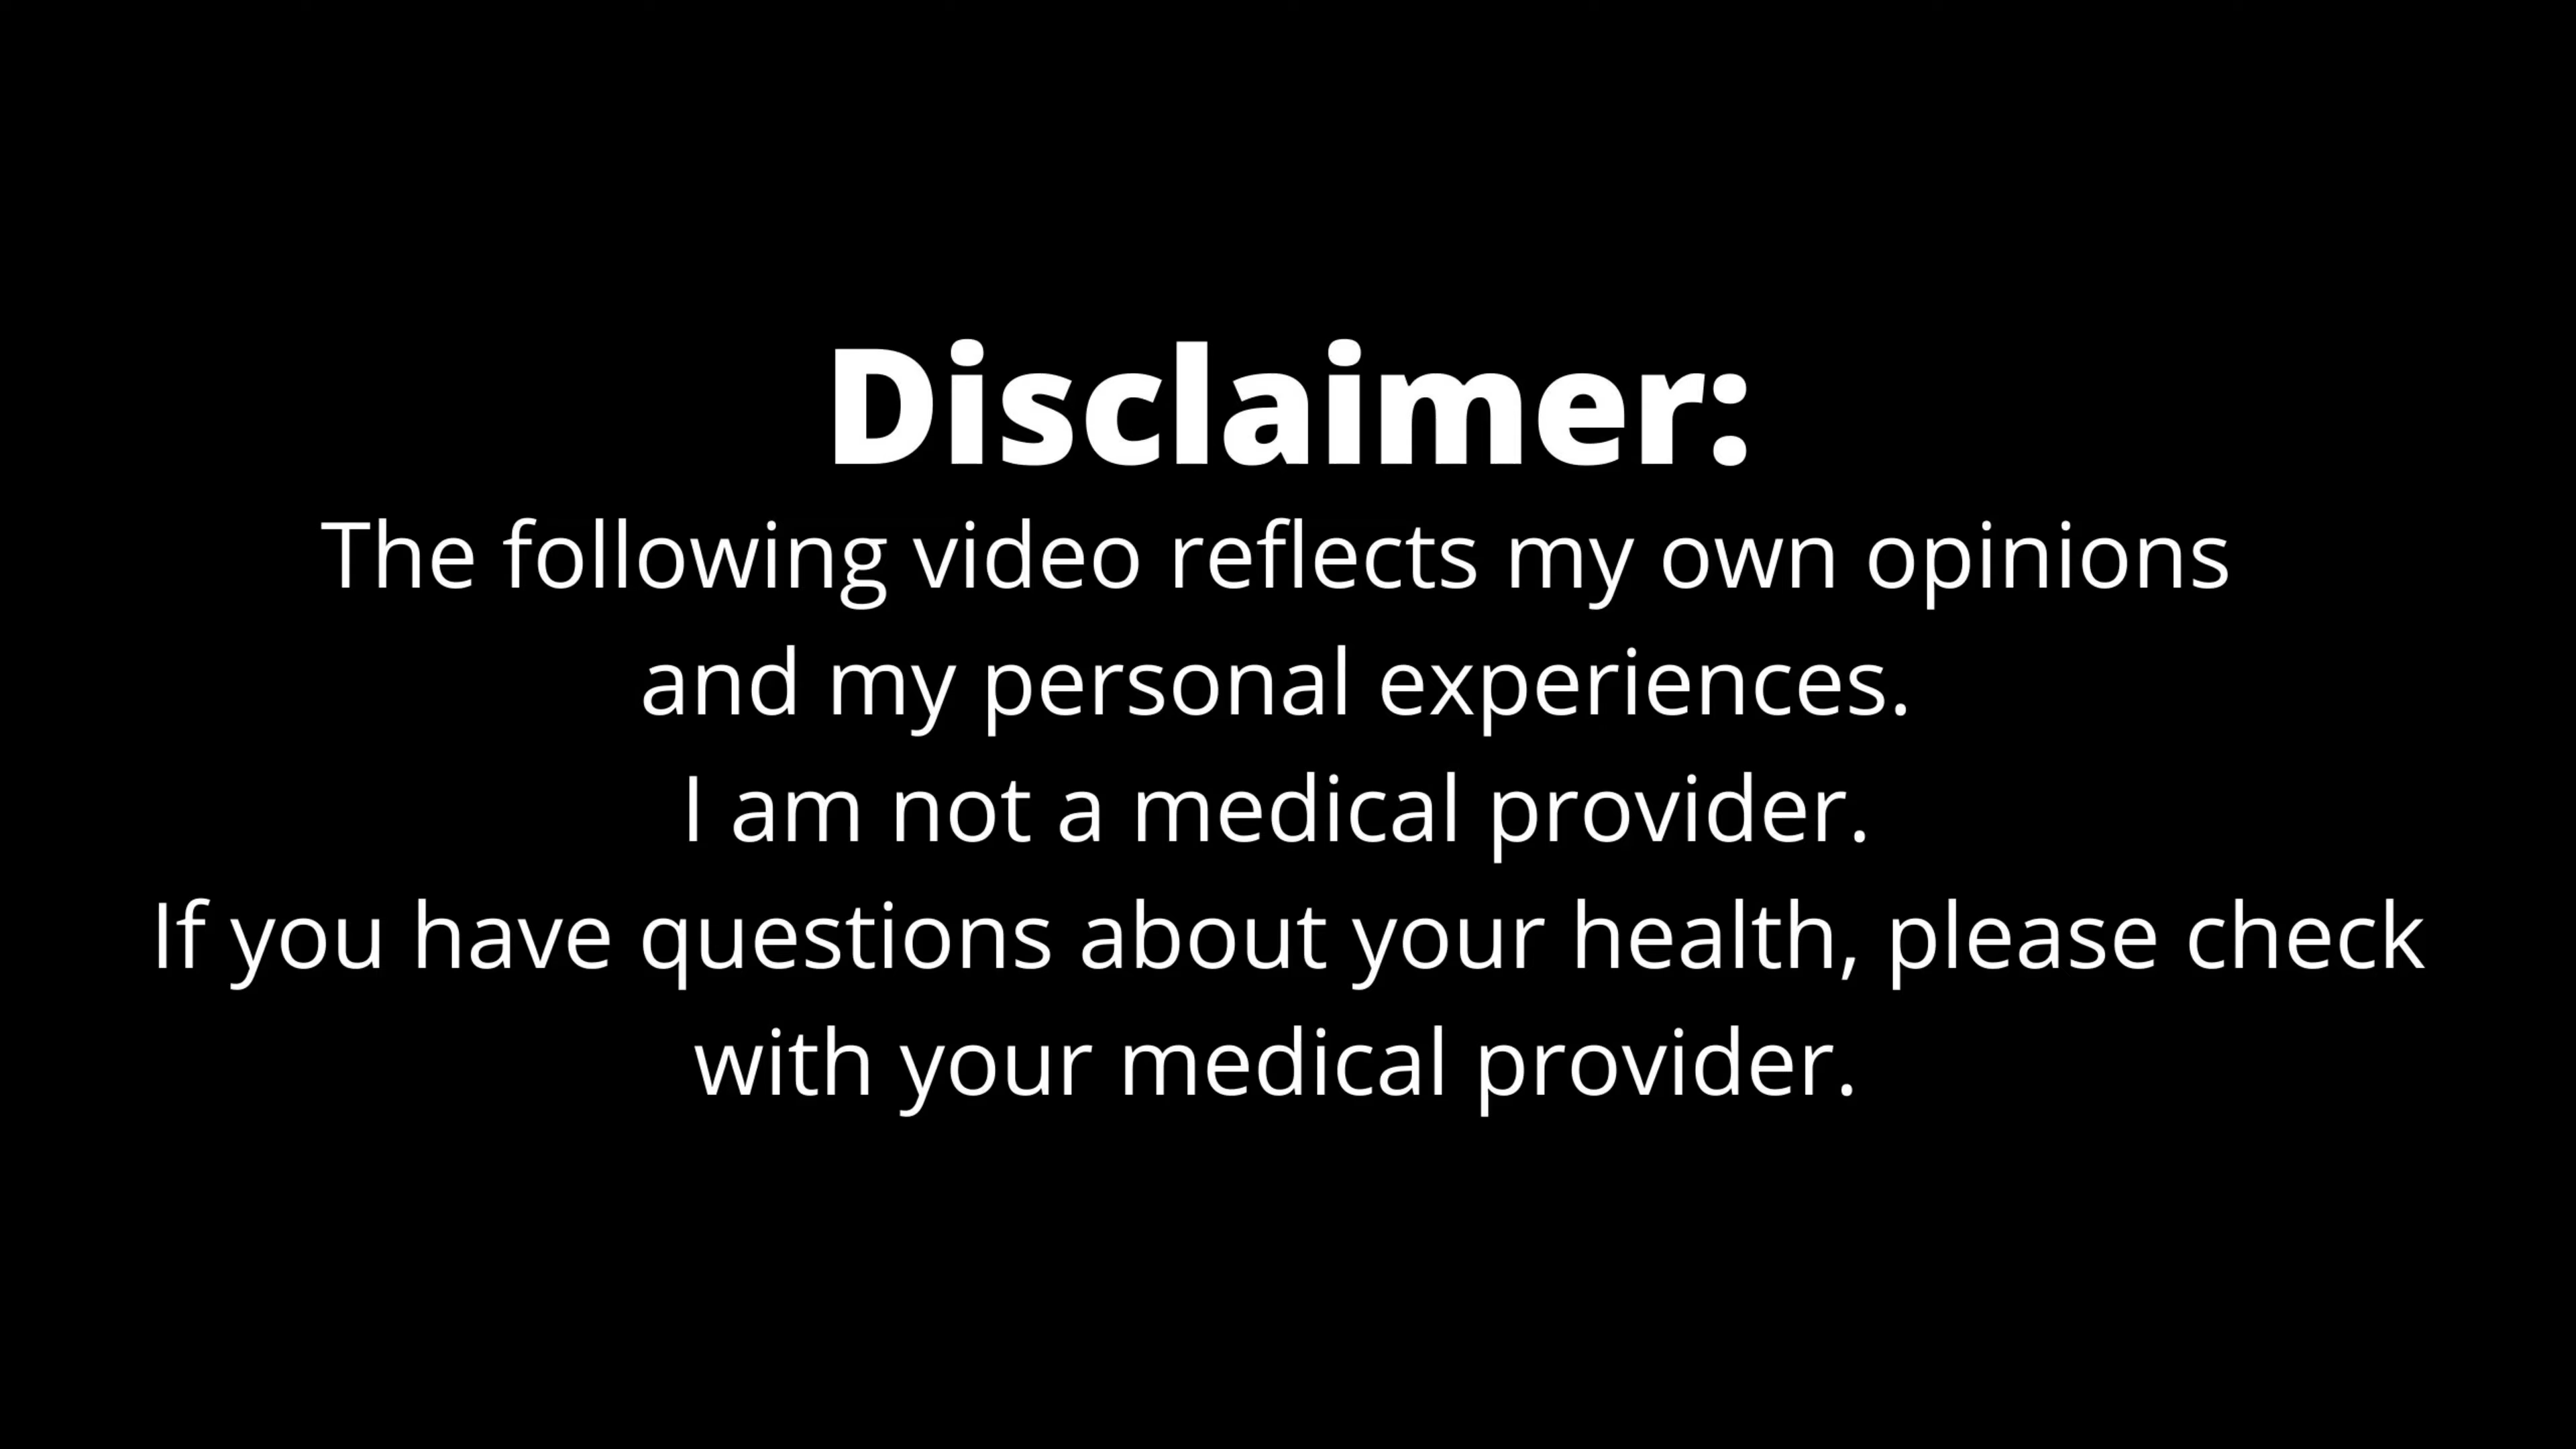 Disclaimer:
The following video reflects my own opinions
and my personal experiences.
I am not a medical provider.
If you have questions about your health, please check
with your medical provider.